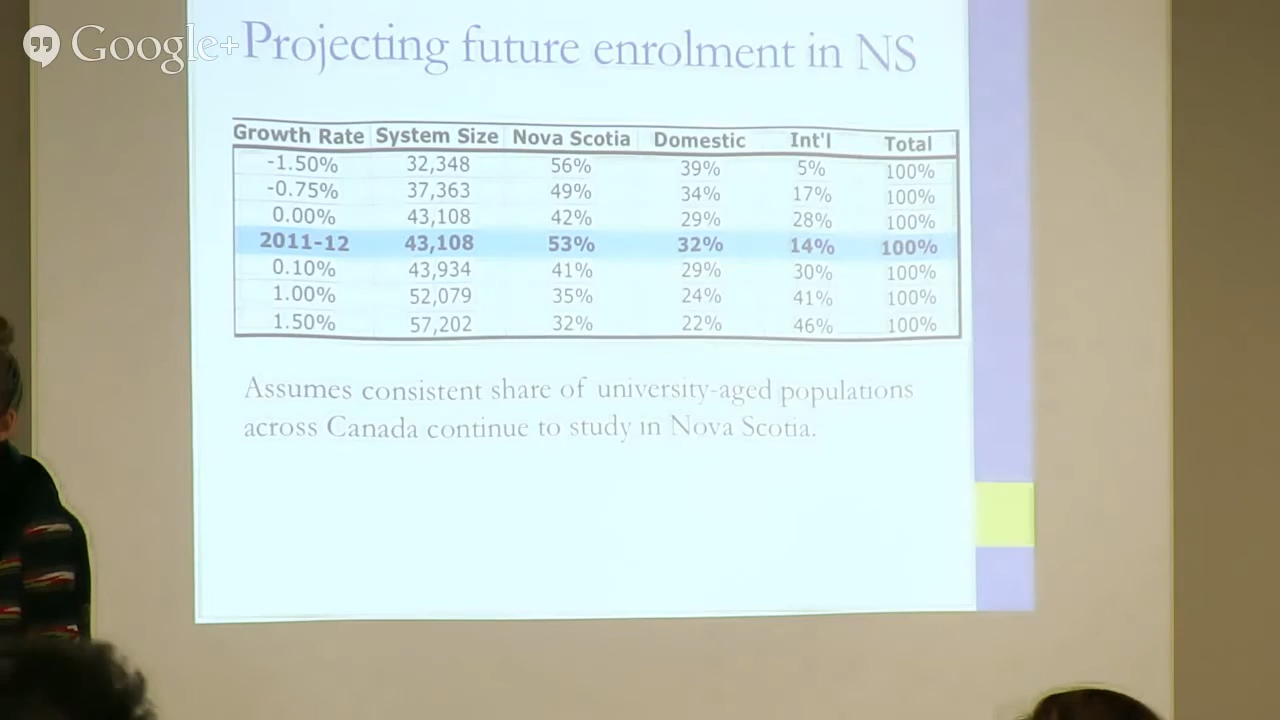 Google+
Projecting future enrolment in NS
Growth Rate System Size Nova Scotia Domestic Int'l Total
-1.50% 32,348 56% 39% 5% 100%
-0.75% 37,363 49% 34% 17% 100%
0.00% 43,108 42% 29% 28% 100%
2011-12 43,108 53% 32% 14% 100%
0.10% 43,934 41% 29% 30% 100%
1.00% 52,079 35% 24% 41% 100%
1.50% 57,202 32% 22% 46% 100%
Assumes consistent share of university-aged populations
across Canada continue to study in Nova Scotia.